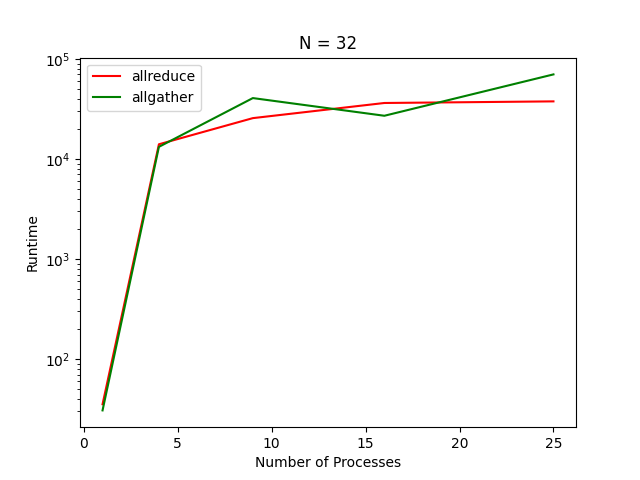 N = 32
allreduce
allgather
Runtime
10^5
10^4
10^3
10^2
0 5 10 15 20 25
Number of Processes